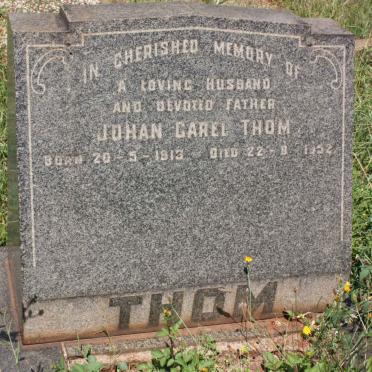 IN CHERISHED MEMORY OF
A LOVING HUSBAND
AND DEVOTED FATHER
JOHAN CAREL THOM
BORN 20-5-1913 DIED 22-8-1952
THOM